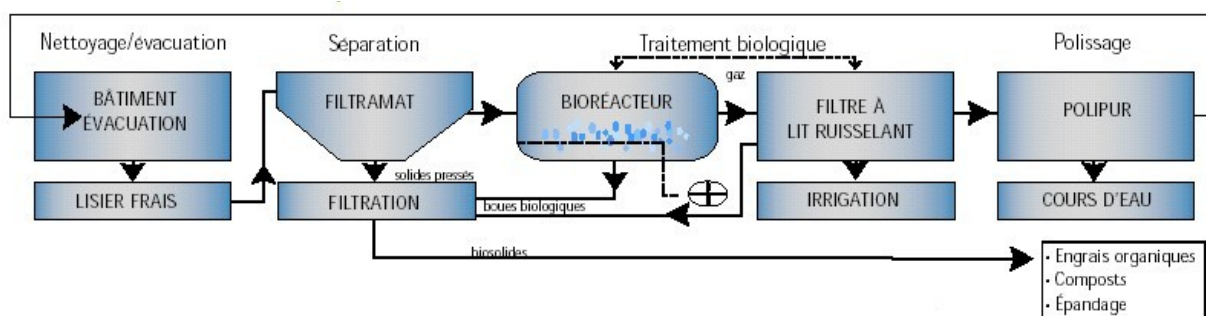 Nettoyage/évacuation
Séparation
Traitement biologique
Polissage
gaz
BÂTIMENT
ÉVACUATION
FILTRAMAT
BIORÉACTEUR
FILTRE À
LIT RUISSELANT
POLIPUR
solides pressés
LISIER FRAIS
FILTRATION
boues biologiques
IRRIGATION
COURS D'EAU
biosolides
• Engrais organiques
• Composts
• Épandage